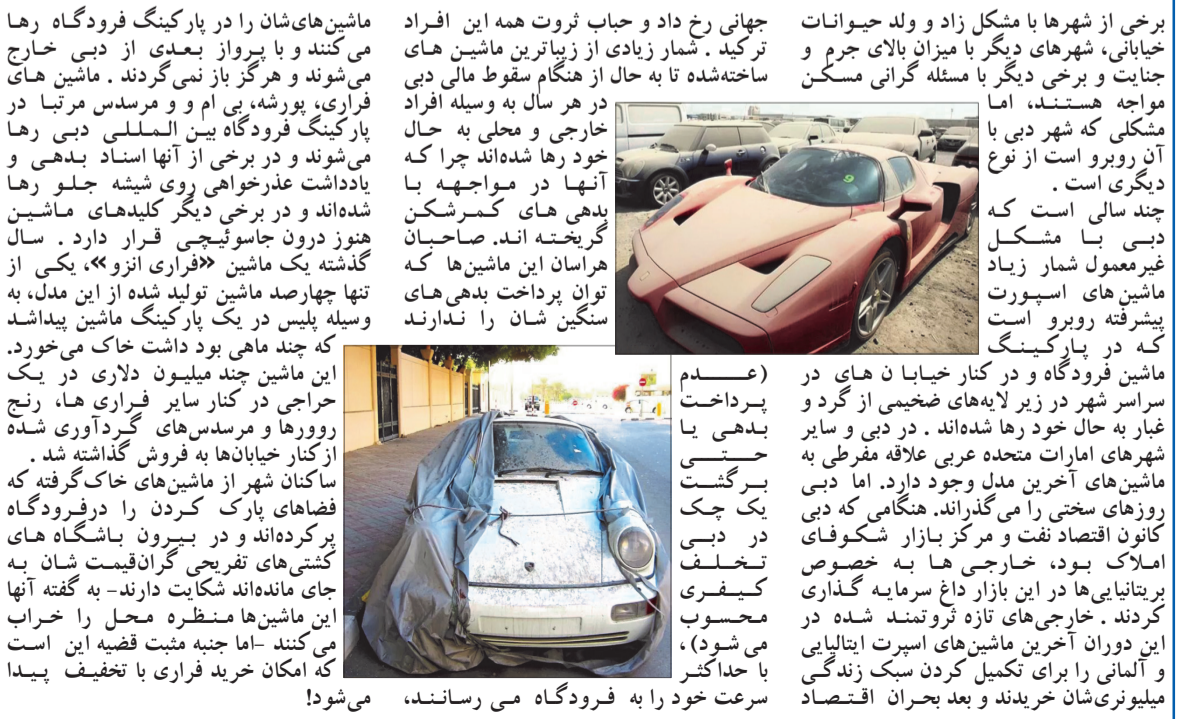 برخی از شهرها با مشکل زاد و ولد حیوانات
خیابانی، شهرهای دیگر با میزان بالای جرم و
جنایت و برخی دیگر با مسئله گرانی مسکن
مواجه هستند، اما
مشکلی که شهر دبی با
آن روبرو است از نوع
دیگری است .
چند سالی است که
دبی با مشکل
غیرمعمول شمار زیاد
ماشین های اسپورت
پیشرفته روبرو است
که در پارکینگ
ماشین فرودگاه و در کنار خیابا ن های در
سراسر شهر در زیر لایه‌های ضخیمی از گرد و
غبار به حال خود رها شده‌اند . در دبی و سایر
شهرهای امارات متحده عربی علاقه مفرطی به
ماشین‌های آخرین مدل وجود دارد. اما دبی
روزهای سختی را می‌گذراند. هنگامی که دبی
کانون اقتصاد نفت و مرکز بازار شکوفای
املاک بود، خارجی ها به خصوص
بریتانیایی‌ها در این بازار داغ سرمایه گذاری
کردند . خارجی‌های تازه ثروتمند شده در
این دوران آخرین ماشین‌های اسپرت ایتالیایی
و آلمانی را برای تکمیل کردن سبک زندگی
میلیونری‌شان خریدند و بعد بحران اقتصاد
جهانی رخ داد و حباب ثروت همه این افراد
ترکید . شمار زیادی از زیباترین ماشین های
ساخته‌شده تا به حال از هنگام سقوط مالی دبی
در هر سال به وسیله افراد
خارجی و محلی به حال
خود رها شده‌اند چرا که
آنها در مواجهه با
بدهی های کمرشکن
گریخته اند. صاحبان
هراسان این ماشین‌ها که
توان پرداخت بدهی‌های
سنگین شان را ندارند
(عدم
پرداخت
بدهی یا
حتی
برگشت
یک چک
در دبی
تخلف
کیفری
محسوب
می شود)،
با حداکثر
سرعت خود را به فرودگاه می رسانند،
ماشین‌های‌شان را در پارکینگ فرودگاه رها
می‌کنند و با پرواز بعدی از دبی خارج
می‌شوند و هرگز باز نمی‌گردند . ماشین های
فراری، پورشه، بی ام و و مرسدس مرتبا در
پارکینگ فرودگاه بین المللی دبی رها
می‌شوند و در برخی از آنها اسناد بدهی و
یادداشت عذرخواهی روی شیشه جلو رها
شده‌اند و در برخی دیگر کلیدهای ماشین
هنوز درون جاسوئیچی قرار دارد . سال
گذشته یک ماشین «فراری انزو»، یکی از
تنها چهارصد ماشین تولید شده از این مدل، به
وسیله پلیس در یک پارکینگ ماشین پیداشد
که چند ماهی بود داشت خاک می‌خورد.
این ماشین چند میلیون دلاری در یک
حراجی در کنار سایر فراری ها، رنج
روورها و مرسدس‌های گردآوری شده
ازکنار خیابان‌ها به فروش گذاشته شد .
ساکنان شهر از ماشین‌های خاک‌گرفته که
فضاهای پارک کردن را درفرودگاه
پرکرده‌اند و در بیرون باشگاه های
کشتی‌های تفریحی گران‌قیمت شان به
جای مانده‌اند شکایت دارند- به گفته آنها
این ماشین‌ها منظره محل را خراب
می‌کنند -اما جنبه مثبت قضیه این است
که امکان خرید فراری با تخفیف پیدا
می‌شود!